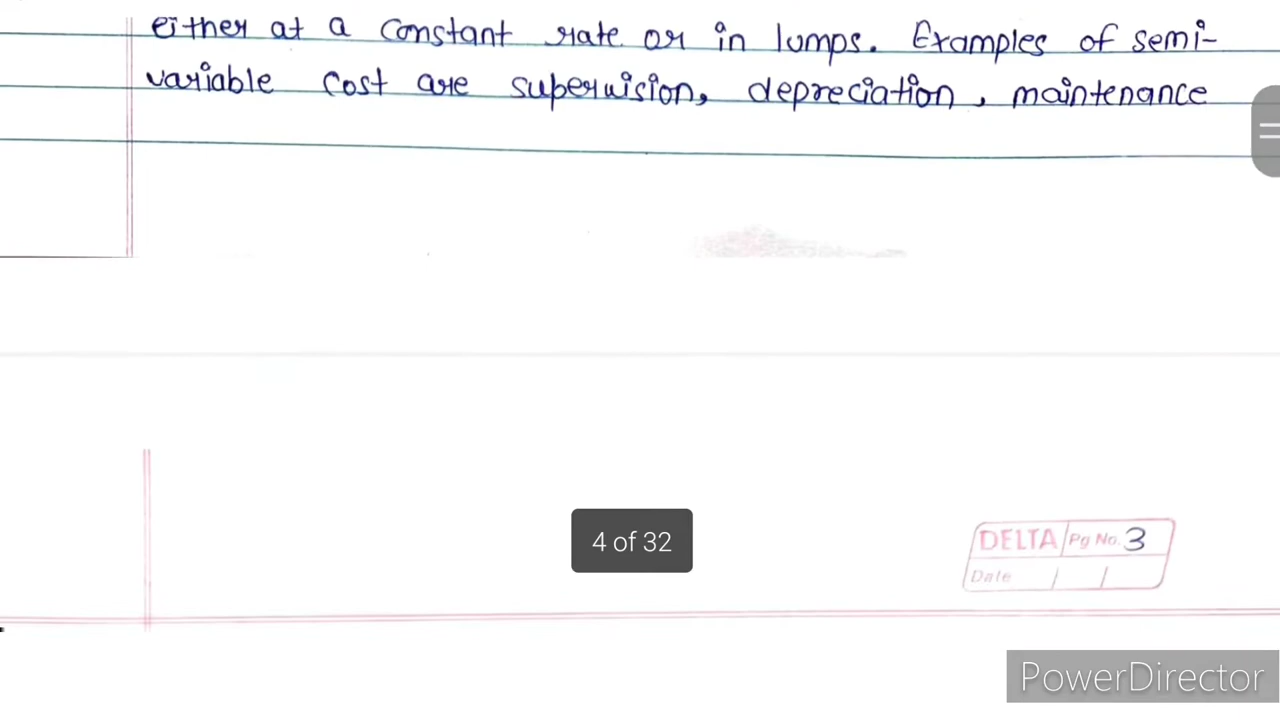 either at a constant rate or in lumps. Examples of semi-
variable cost are supervision, depreciation, maintenance
4 of 32
DELTA Pg No. 3
Date / /
PowerDirector